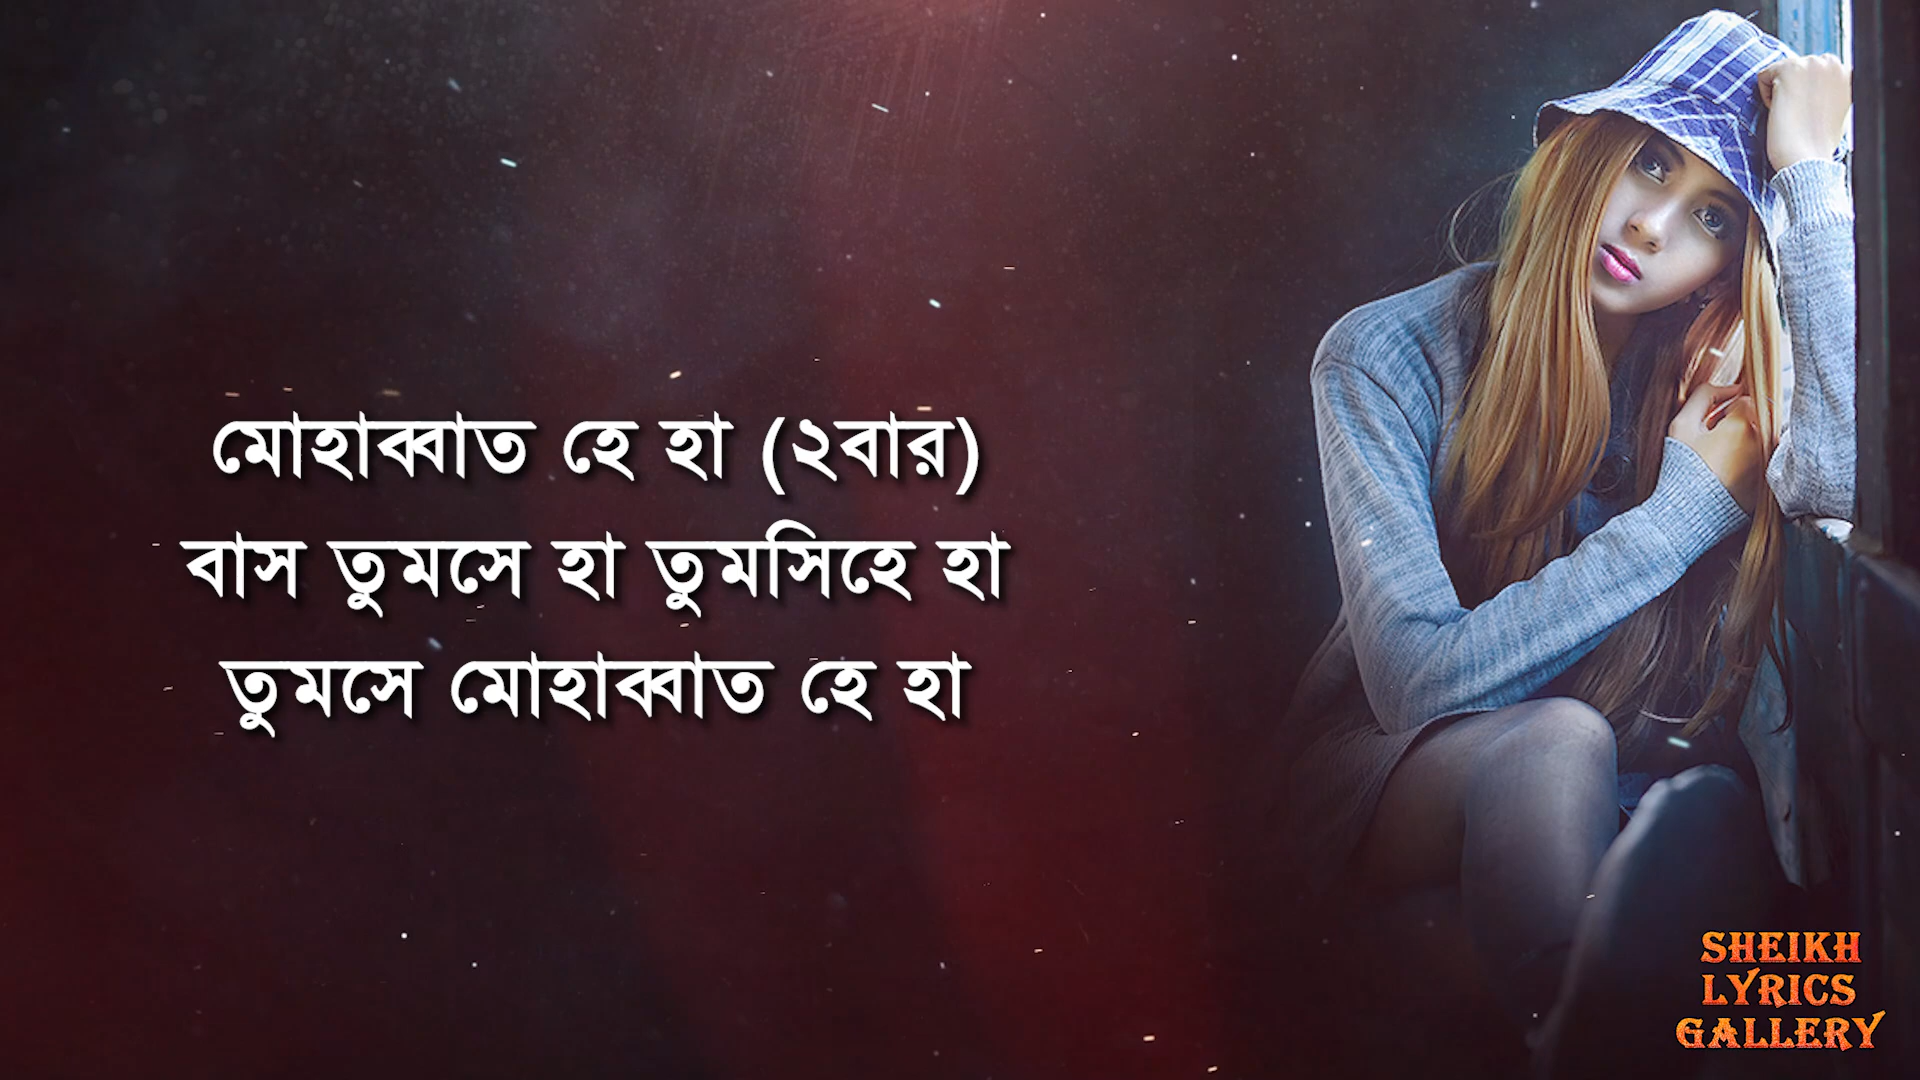 মোহাব্বাত হে হা (২বার)
বাস তুমসে হা তুমসিহে হা
তুমসে মোহাব্বাত হে হা
SHEIKH
LYRICS
GALLERY